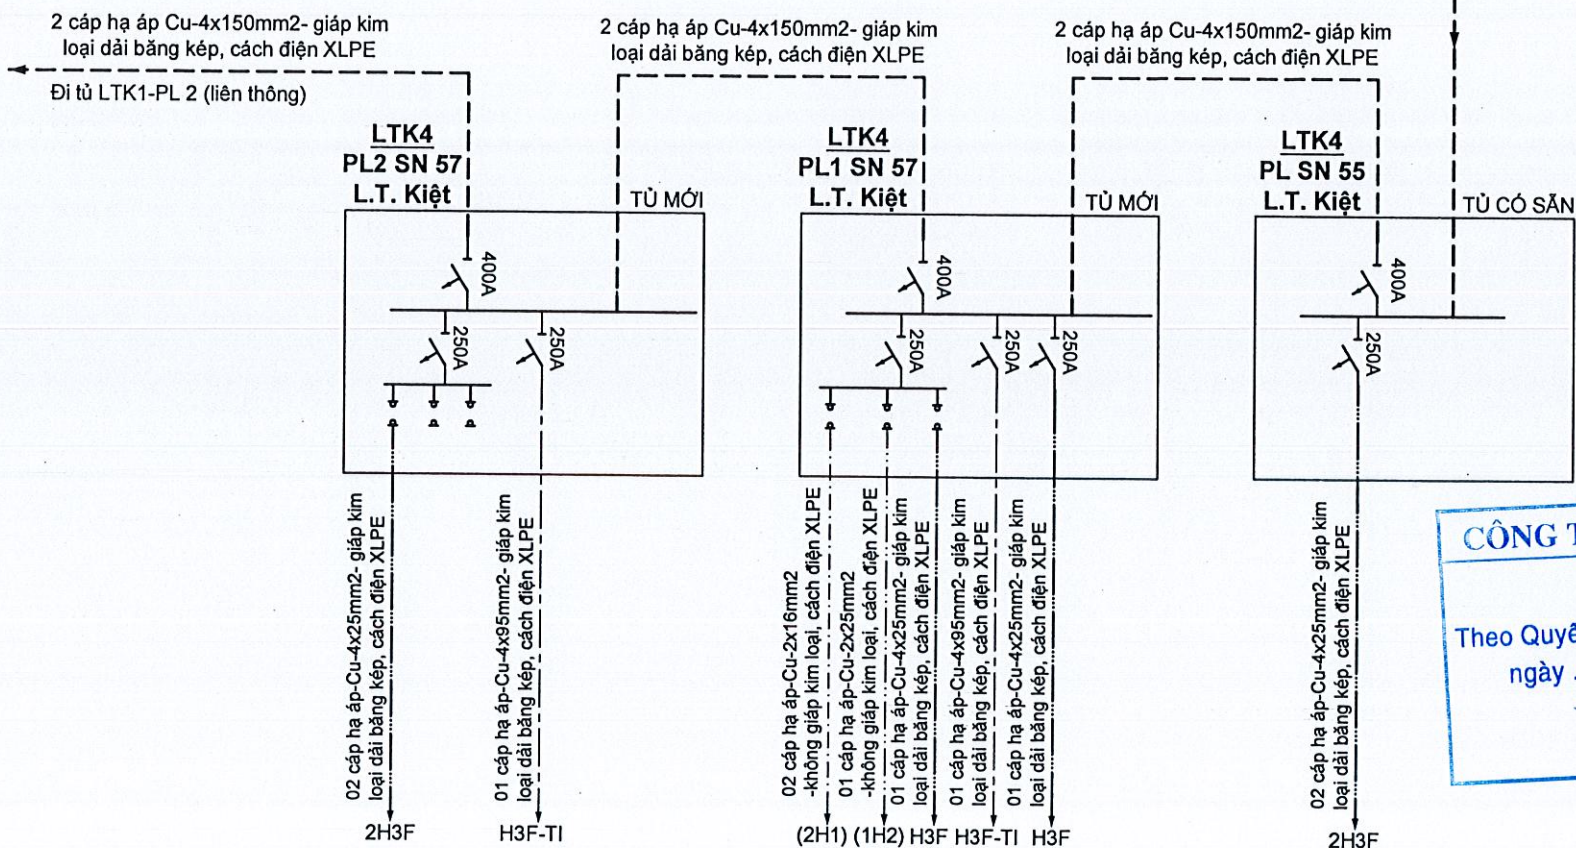 2 cáp hạ áp Cu-4x150mm2- giáp kim
loại dải băng kép, cách điện XLPE
Đi tủ LTK1-PL 2 (liên thông)
2 cáp hạ áp Cu-4x150mm2- giáp kim
loại dải băng kép, cách điện XLPE
2 cáp hạ áp Cu-4x150mm2- giáp kim
loại dải băng kép, cách điện XLPE
LTK4
PL2 SN 57
L.T. Kiệt
TỦ MỚI
400A
250A
250A
02 cáp hạ áp-Cu-4x25mm2- giáp kim
loại dải băng kép, cách điện XLPE
01 cáp hạ áp-Cu-4x95mm2- giáp kim
loại dải băng kép, cách điện XLPE
2H3F
H3F-TI
LTK4
PL1 SN 57
L.T. Kiệt
TỦ MỚI
400A
250A
250A
250A
02 cáp hạ áp-Cu-2x16mm2
-không giáp kim loại, cách điện XLPE
01 cáp hạ áp-Cu-2x25mm2
-không giáp kim loại, cách điện XLPE
01 cáp hạ áp-Cu-4x25mm2- giáp kim
loại dải băng kép, cách điện XLPE
01 cáp hạ áp-Cu-4x95mm2- giáp kim
loại dải băng kép, cách điện XLPE
01 cáp hạ áp-Cu-4x25mm2- giáp kim
loại dải băng kép, cách điện XLPE
(2H1) (1H2) H3F H3F-TI H3F
LTK4
PL SN 55
L.T. Kiệt
TỦ CÓ SẴN
400A
250A
02 cáp hạ áp-Cu-4x25mm2- giáp kim
loại dải băng kép, cách điện XLPE
2H3F
CÔNG T
Theo Quyế
ngày .